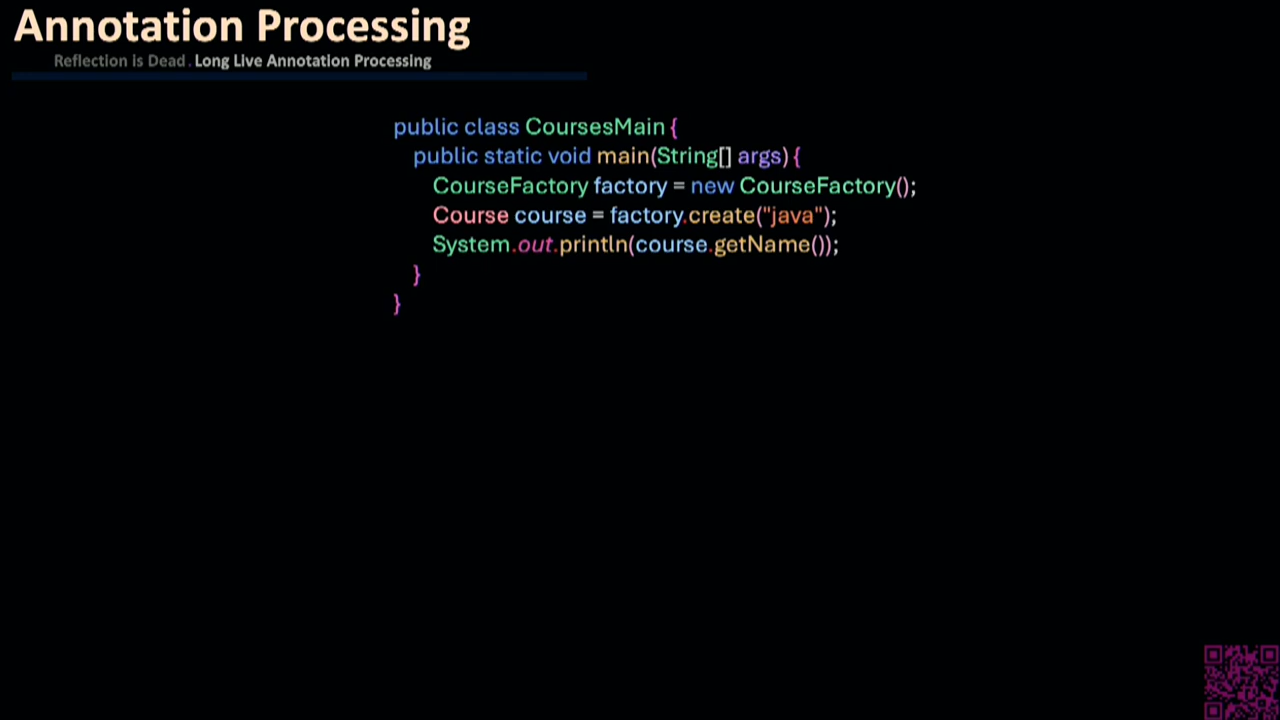 Annotation Processing
Reflection is Dead. Long Live Annotation Processing
public class CoursesMain {
public static void main(String[] args) {
CourseFactory factory = new CourseFactory();
Course course = factory.create("java");
System.out.println(course.getName());
}
}